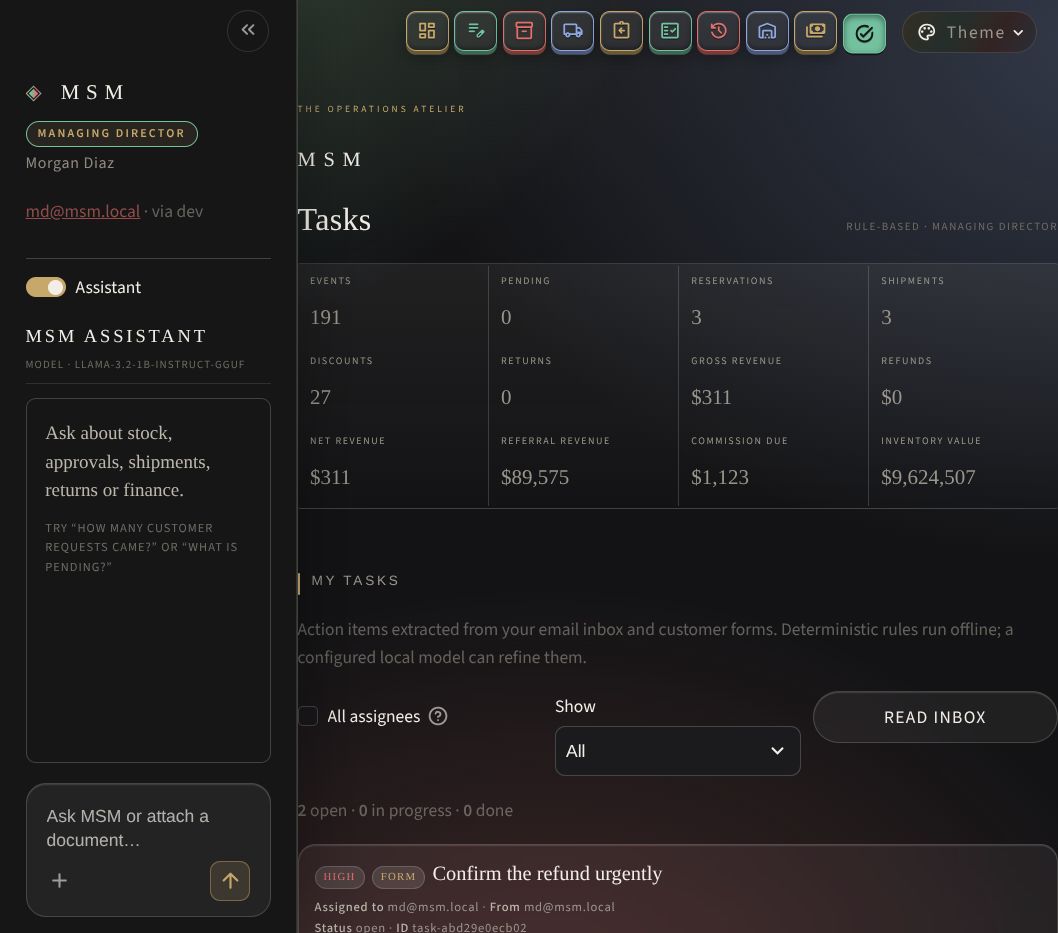 Theme
MSM
MANAGING DIRECTOR
Morgan Diaz
md@msm.local · via dev
Assistant
MSM ASSISTANT
MODEL · LLAMA-3.2-1B-INSTRUCT-GGUF
Ask about stock,
approvals, shipments,
returns or finance.
TRY “HOW MANY CUSTOMER
REQUESTS CAME?” OR “WHAT IS
PENDING?”
Ask MSM or attach a
document…
THE OPERATIONS ATELIER
MSM
Tasks
RULE-BASED · MANAGING DIRECTOR
EVENTS PENDING RESERVATIONS SHIPMENTS
191 0 3 3
DISCOUNTS RETURNS GROSS REVENUE REFUNDS
27 0 $311 $0
NET REVENUE REFERRAL REVENUE COMMISSION DUE INVENTORY VALUE
$311 $89,575 $1,123 $9,624,507
MY TASKS
Action items extracted from your email inbox and customer forms. Deterministic rules run offline; a
configured local model can refine them.
Show
All assignees
All
READ INBOX
2 open · 0 in progress · 0 done
HIGH FORM Confirm the refund urgently
Assigned to md@msm.local · From md@msm.local
Status open · ID task-abd29e0ecb02